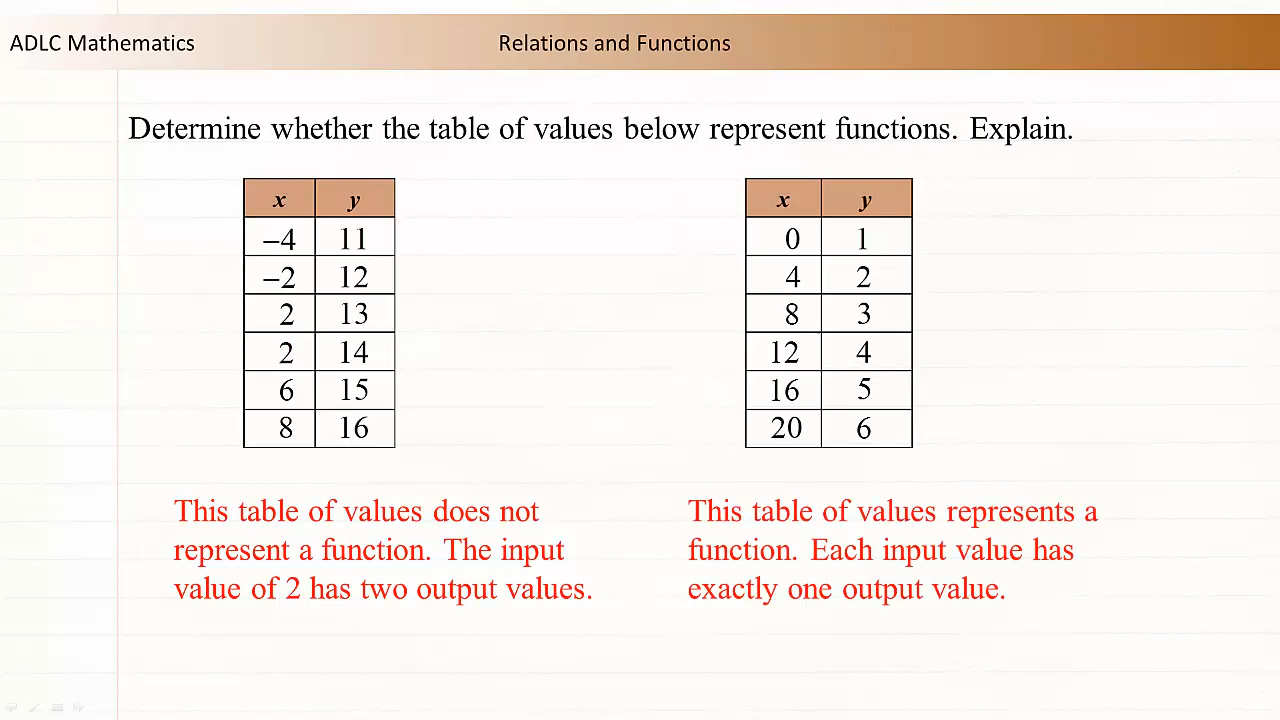 ADLC Mathematics Relations and Functions
Determine whether the table of values below represent functions. Explain.
x y
–4 11
–2 12
2 13
2 14
6 15
8 16
x y
0 1
4 2
8 3
12 4
16 5
20 6
This table of values does not
represent a function. The input
value of 2 has two output values.
This table of values represents a
function. Each input value has
exactly one output value.